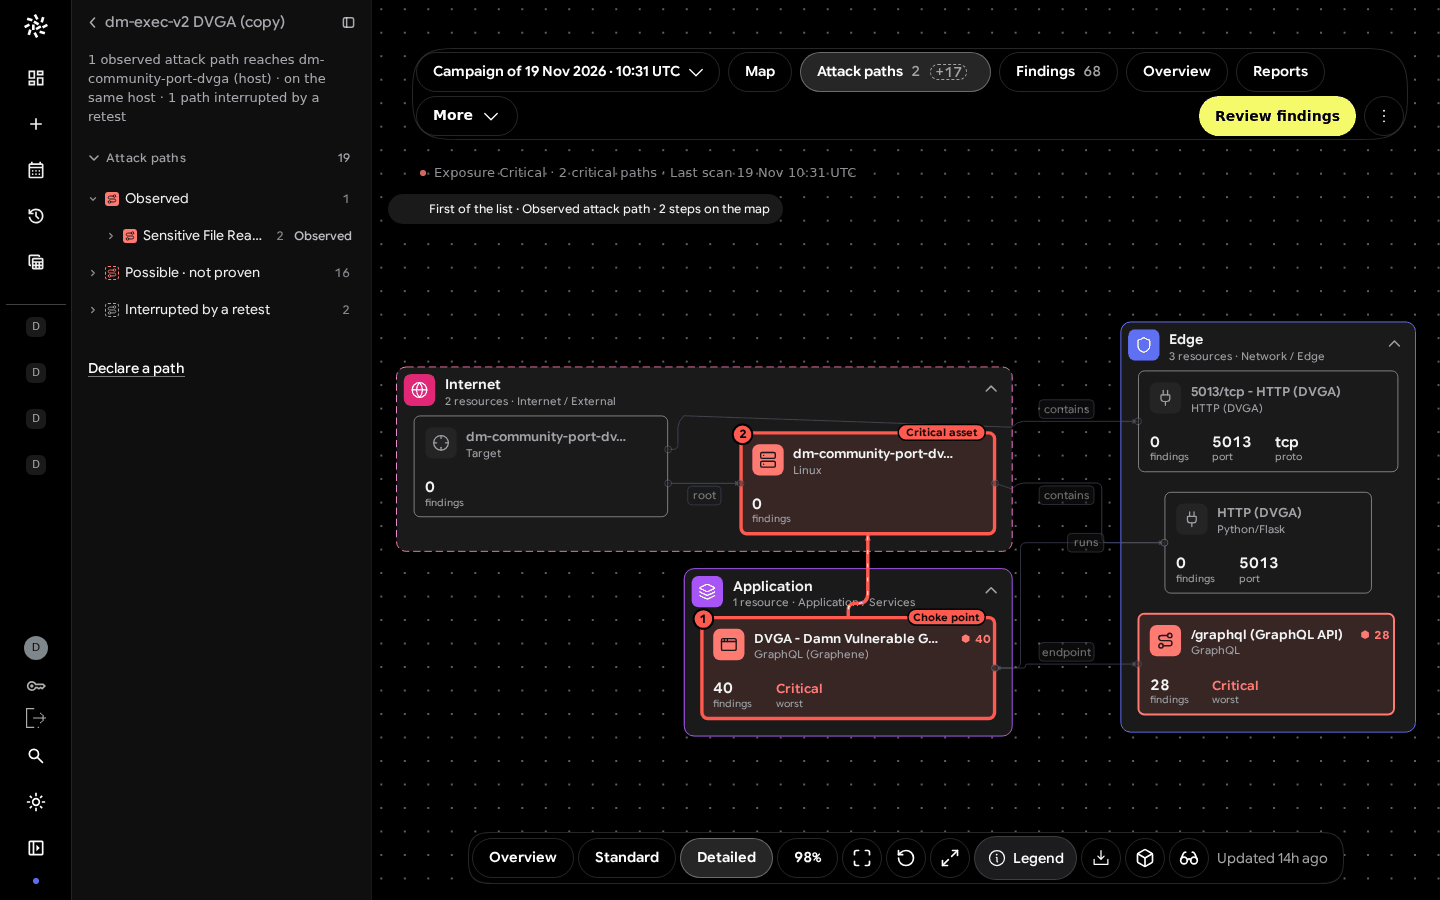 dm-exec-v2 DVGA (copy)
1 observed attack path reaches dm-
community-port-dvga (host) · on the
same host · 1 path interrupted by a
retest
Attack paths 19
Observed 1
Sensitive File Rea... 2 Observed
Possible · not proven 16
Interrupted by a retest 2
Declare a path
D
D
D
D
D
Campaign of 19 Nov 2026 · 10:31 UTC
Map
Attack paths 2 +17
Findings 68
Overview
Reports
More
Review findings
Exposure Critical · 2 critical paths · Last scan 19 Nov 10:31 UTC
First of the list · Observed attack path · 2 steps on the map
Internet
2 resources · Internet / External
dm-community-port-dv...
Target
0
findings
root
2
Critical asset
dm-community-port-dv...
Linux
0
findings
Application
1 resource · Application / Services
1
Choke point
DVGA - Damn Vulnerable G... 40
GraphQL (Graphene)
40 Critical
findings worst
contains
contains
runs
endpoint
Edge
3 resources · Network / Edge
5013/tcp - HTTP (DVGA)
HTTP (DVGA)
0 5013 tcp
findings port proto
HTTP (DVGA)
Python/Flask
0 5013
findings port
/graphql (GraphQL API) 28
GraphQL
28 Critical
findings worst
Overview
Standard
Detailed
98%
Legend
Updated 14h ago